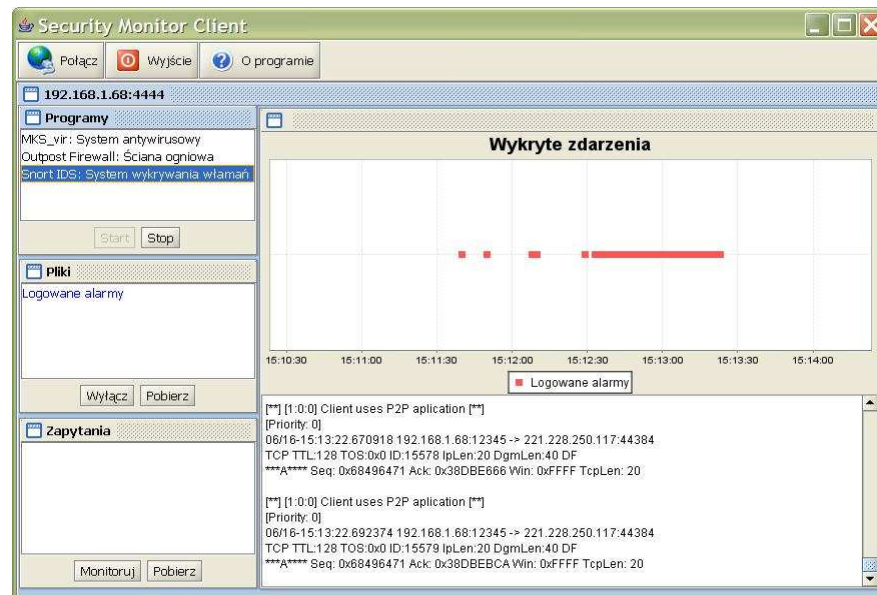 Security Monitor Client
Połącz Wyjście O programie
192.168.1.68:4444
Programy
MKS_vir: System antywirusowy
Outpost Firewall: Ściana ogniowa
Snort IDS: System wykrywania włamań
Start Stop
Pliki
Logowane alarmy
Wyłącz Pobierz
Zapytania
Monitoruj Pobierz
Wykryte zdarzenia
15:10:30 15:11:00 15:11:30 15:12:00 15:12:30 15:13:00 15:13:30 15:14:00
Logowane alarmy
[**] [1:0:0] Client uses P2P aplication [**]
[Priority: 0]
06/16-15:13:22.670918 192.168.1.68:12345 -> 221.228.250.117:44384
TCP TTL:128 TOS:0x0 ID:15578 IpLen:20 DgmLen:40 DF
***A**** Seq: 0x68496471 Ack: 0x38DBE666 Win: 0xFFFF TcpLen: 20
[**] [1:0:0] Client uses P2P aplication [**]
[Priority: 0]
06/16-15:13:22.692374 192.168.1.68:12345 -> 221.228.250.117:44384
TCP TTL:128 TOS:0x0 ID:15579 IpLen:20 DgmLen:40 DF
***A**** Seq: 0x68496471 Ack: 0x38DBEBCA Win: 0xFFFF TcpLen: 20